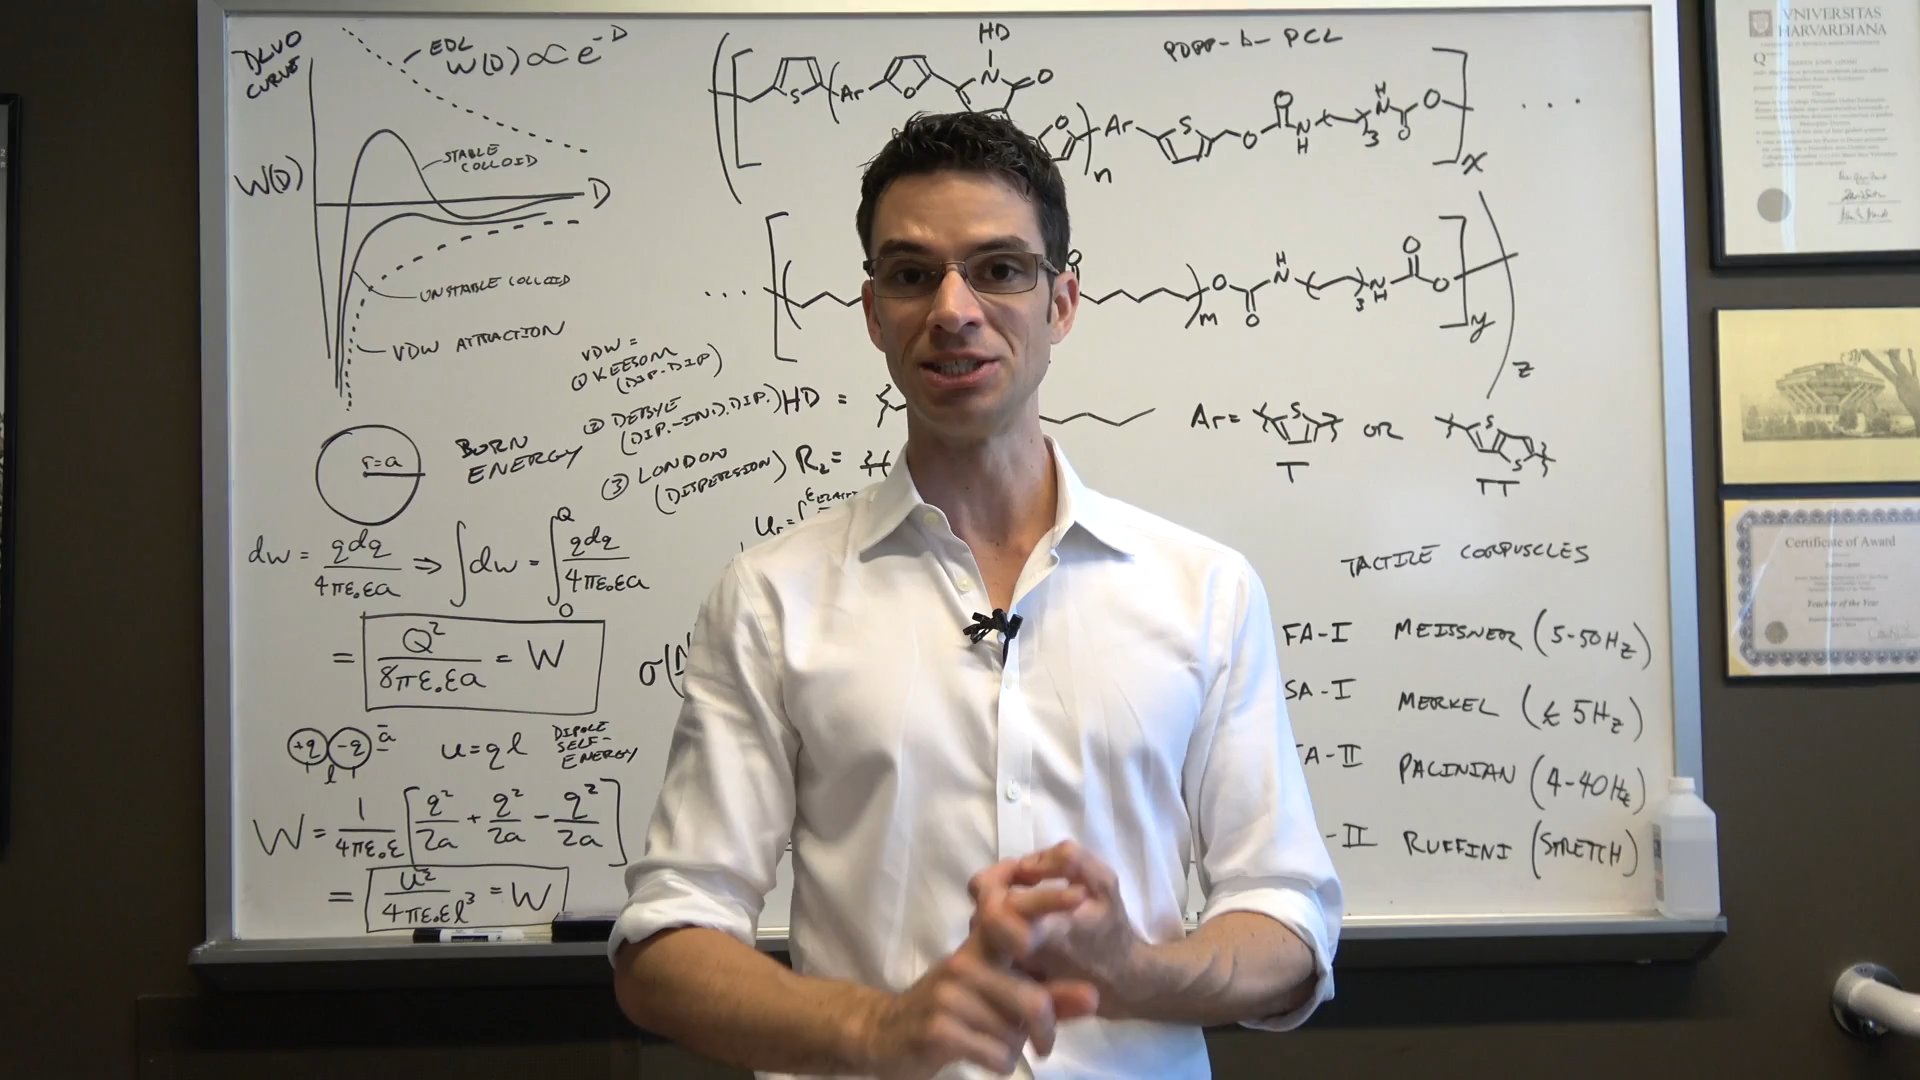 DLVO
CURVE
EDL
W(D) ∝ e^-D
STABLE
COLLOID
W(D)
D
UNSTABLE COLLOID
VDW ATTRACTION
VDW =
① KEESOM
(DIP-DIP)
② DEBYE
(DIP.-IND. DIP.)
③ LONDON
(DISPERSION)
r=a
BORN
ENERGY
dw = qdq / 4πε₀εa ⇒ ∫dw = ∫₀^Q qdq / 4πε₀εa
= Q² / 8πε₀εa = W
+q -q a
l
u=ql
DIPOLE
SELF-
ENERGY
W = 1 / 4πε₀ε [q²/2a + q²/2a - q²/2a]
= u² / 4πε₀εl³ = W
PDPP-b-PCL
HD
N
O
S
Ar
O
O
n
Ar
S
O
O
N
H
3
H
N
O
O
x
...
...
O
m
O
O
H
N
3
N
H
O
O
y
z
HD =
R₂ =
Ar=
S
T
OR
S
S
TT
Uᵣ=∫
σ(
TACTILE CORPUSCLES
FA-I MEISSNER (5-50Hz)
SA-I MERKEL (≤ 5Hz)
FA-II PACINIAN (4-40Hz)
-II RUFFINI (STRETCH)
VNIVERSITAS
HARVARDIANA
Certificate of Award
Teacher of the Year